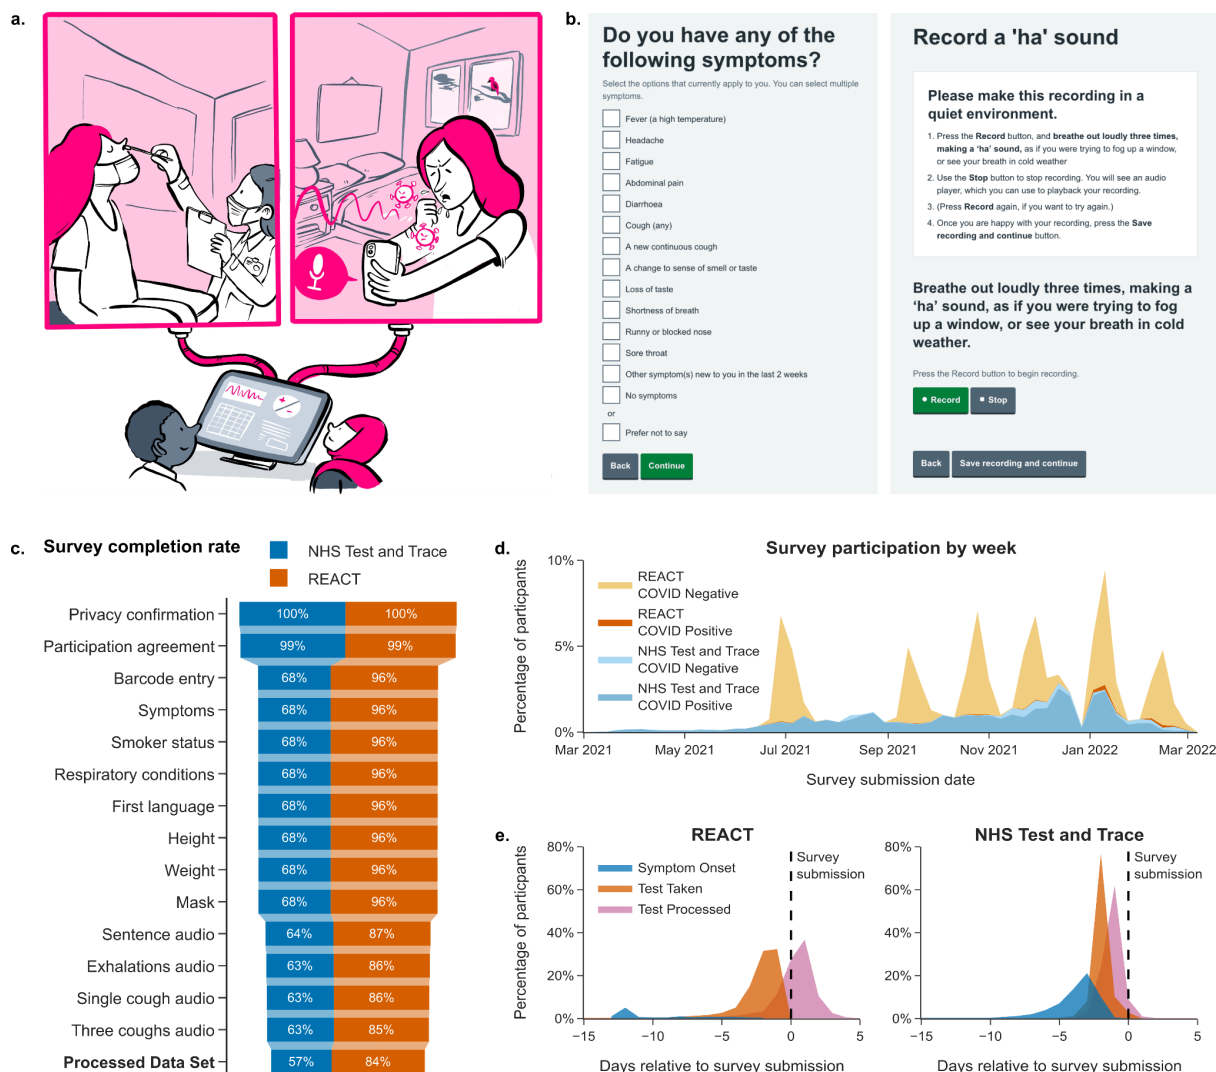 a.
b.
Do you have any of the
following symptoms?
Select the options that currently apply to you. You can select multiple
symptoms.
Fever (a high temperature)
Headache
Fatigue
Abdominal pain
Diarrhoea
Cough (any)
A new continuous cough
A change to sense of smell or taste
Loss of taste
Shortness of breath
Runny or blocked nose
Sore throat
Other symptom(s) new to you in the last 2 weeks
No symptoms
or
Prefer not to say
Back
Continue
Record a 'ha' sound
Please make this recording in a
quiet environment.
1. Press the Record button, and breathe out loudly three times,
making a 'ha' sound, as if you were trying to fog up a window,
or see your breath in cold weather
2. Use the Stop button to stop recording. You will see an audio
player, which you can use to playback your recording.
3. (Press Record again, if you want to try again.)
4. Once you are happy with your recording, press the Save
recording and continue button.
Breathe out loudly three times, making a
‘ha’ sound, as if you were trying to fog
up a window, or see your breath in cold
weather.
Press the Record button to begin recording.
Record
Stop
Back
Save recording and continue
c.
Survey completion rate
NHS Test and Trace
REACT
Privacy confirmation 100% 100%
Participation agreement 99% 99%
Barcode entry 68% 96%
Symptoms 68% 96%
Smoker status 68% 96%
Respiratory conditions 68% 96%
First language 68% 96%
Height 68% 96%
Weight 68% 96%
Mask 68% 96%
Sentence audio 64% 87%
Exhalations audio 63% 86%
Single cough audio 63% 86%
Three coughs audio 63% 85%
Processed Data Set 57% 84%
d.
Survey participation by week
Percentage of particpants
10%
5%
0%
REACT
COVID Negative
REACT
COVID Positive
NHS Test and Trace
COVID Negative
NHS Test and Trace
COVID Positive
Mar 2021
May 2021
Jul 2021
Sep 2021
Nov 2021
Jan 2022
Mar 2022
Survey submission date
e.
REACT
Percentage of participants
80%
60%
40%
20%
0%
Symptom Onset
Test Taken
Test Processed
Survey
submission
−15
−10
−5
0
5
Days relative to survey submission
NHS Test and Trace
80%
60%
40%
20%
0%
Survey
submission
−15
−10
−5
0
5
Days relative to survey submission